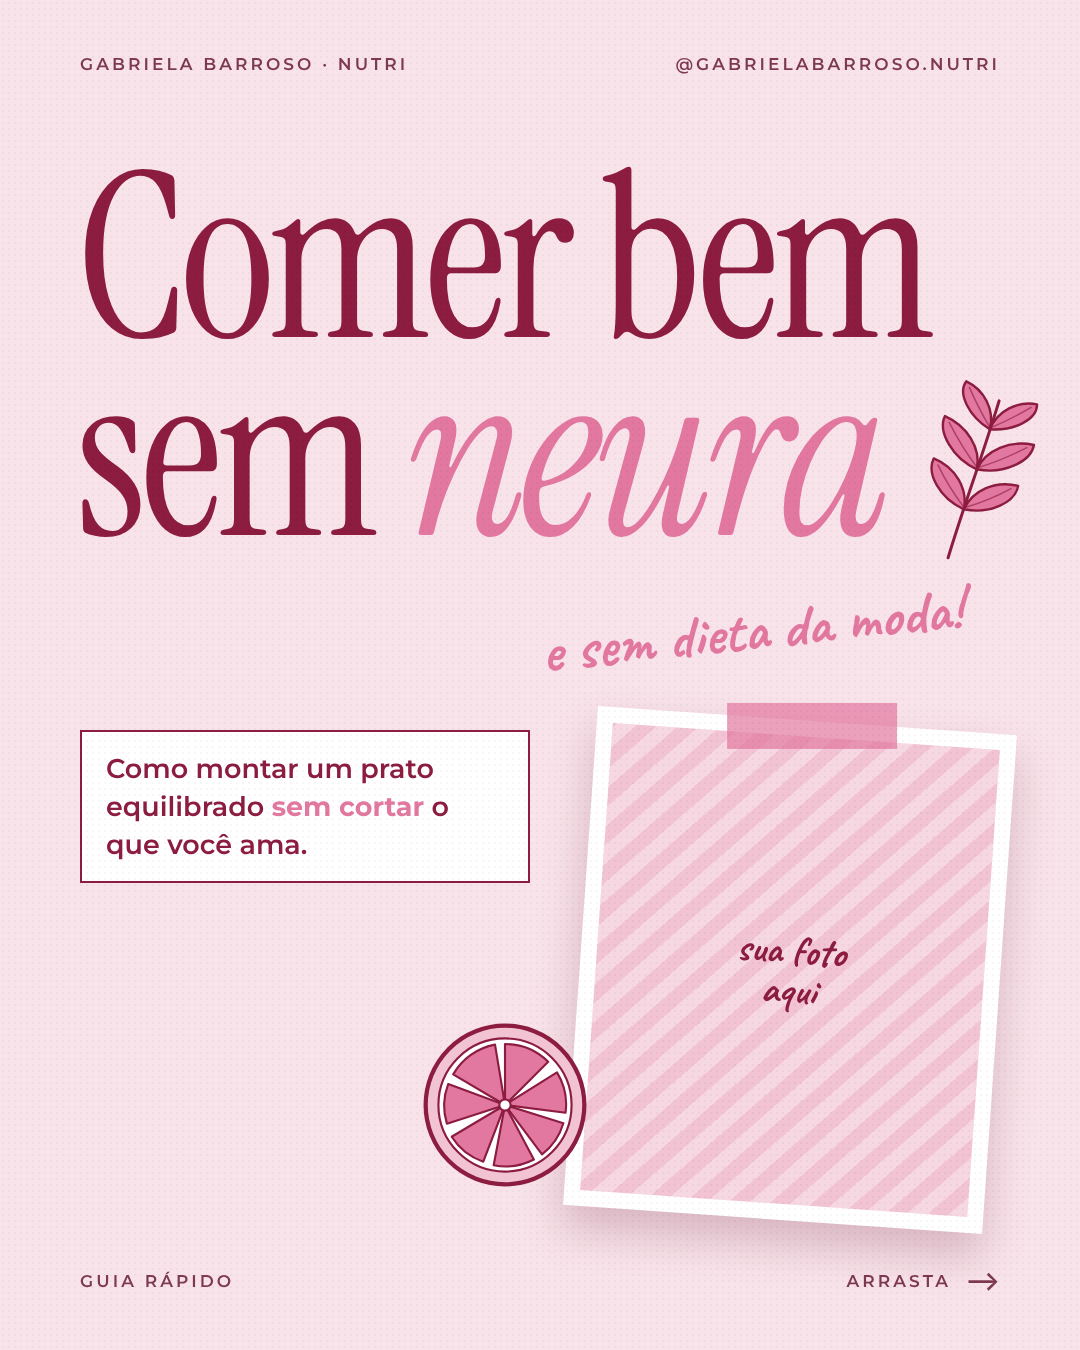 GABRIELA BARROSO · NUTRI
@GABRIELABARROSO.NUTRI
Comer bem
sem neura
e sem dieta da moda!
Como montar um prato
equilibrado sem cortar o
que você ama.
sua foto
aqui
GUIA RÁPIDO
ARRASTA →